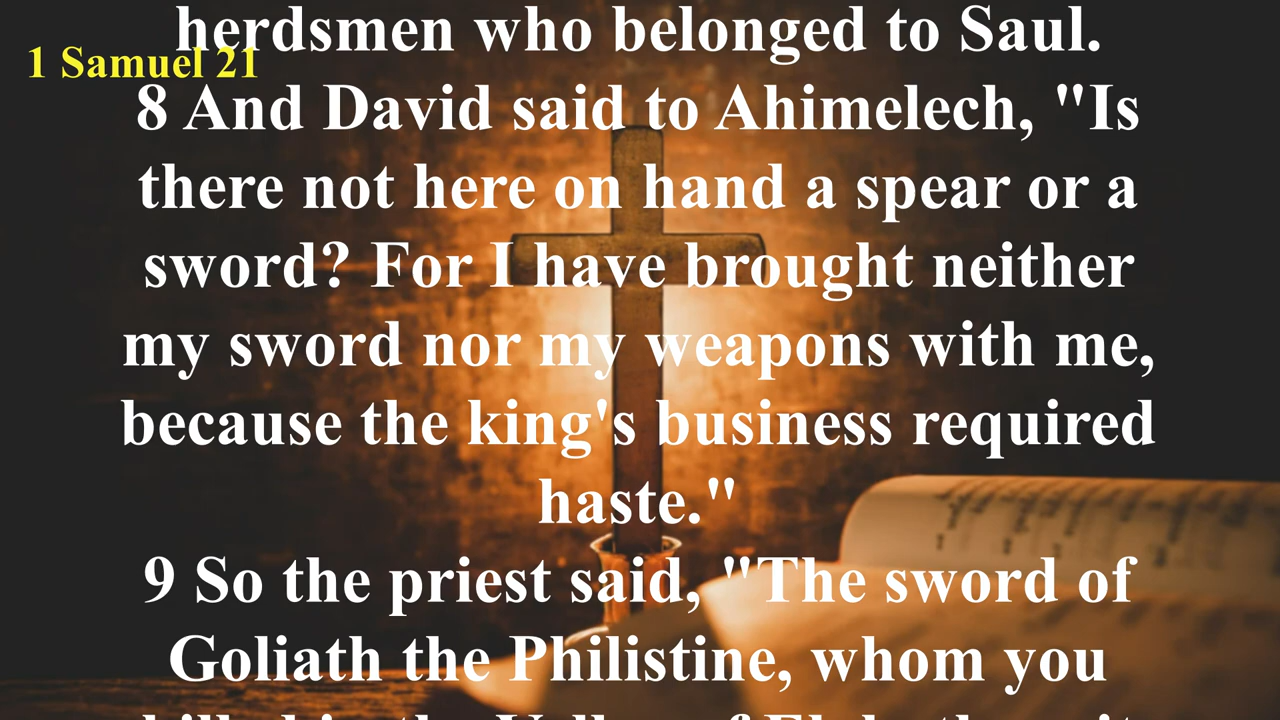 herdsmen who belonged to Saul.
1 Samuel 21
8 And David said to Ahimelech, "Is
there not here on hand a spear or a
sword? For I have brought neither
my sword nor my weapons with me,
because the king's business required
haste."
9 So the priest said, "The sword of
Goliath the Philistine, whom you